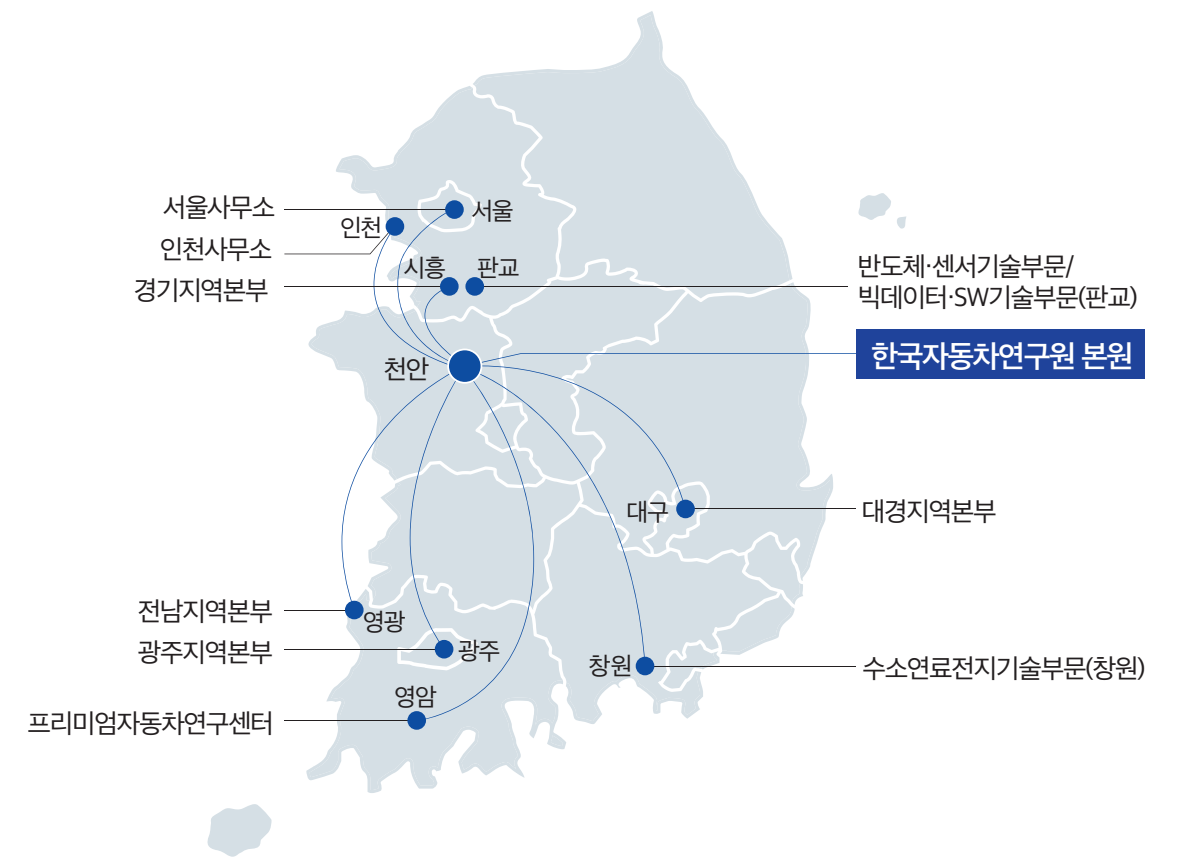 서울사무소
서울
인천
인천사무소
시흥
판교
경기지역본부
반도체·센서기술부문/
빅데이터·SW기술부문(판교)
한국자동차연구원 본원
천안
대구
대경지역본부
전남지역본부
영광
광주지역본부
광주
창원
수소연료전지기술부문(창원)
영암
프리미엄자동차연구센터